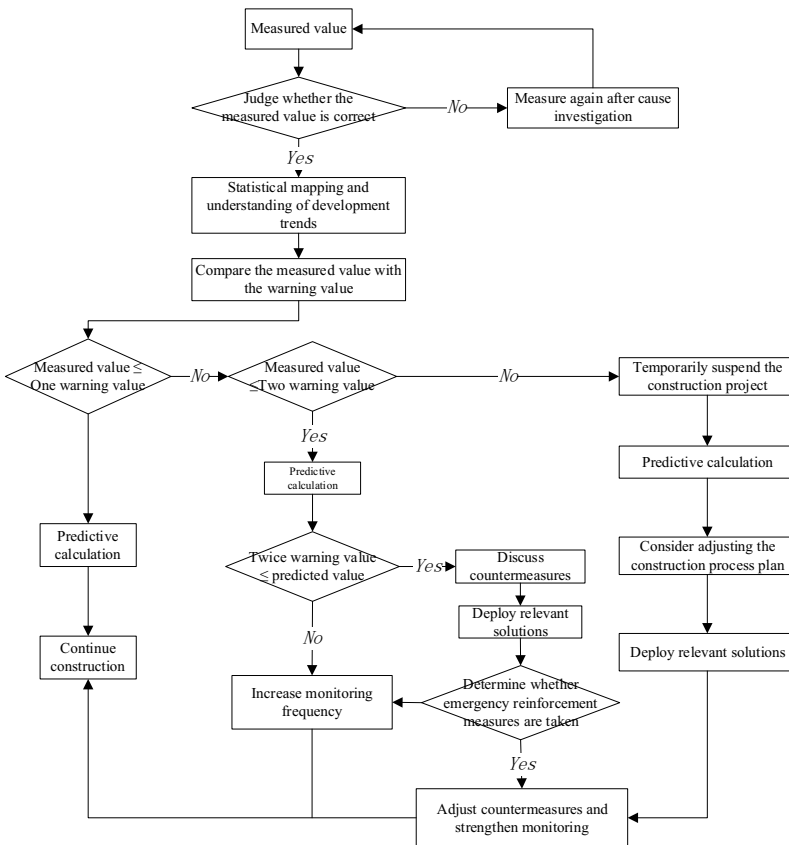 Measured value
Judge whether the
measured value is correct
No
Measure again after cause
investigation
Yes
Statistical mapping and
understanding of development
trends
Compare the measured value with
the warning value
Measured value ≤
One warning value
No
Measured value
≤Two warning value
No
Temporarily suspend the
construction project
Yes
Predictive
calculation
Predictive calculation
Predictive
calculation
Twice warning value
≤ predicted value
Yes
Discuss
countermeasures
Consider adjusting the
construction process plan
Deploy relevant
solutions
No
Continue
construction
Deploy relevant solutions
Increase monitoring
frequency
Determine whether
emergency reinforcement
measures are taken
Yes
Adjust countermeasures and
strengthen monitoring